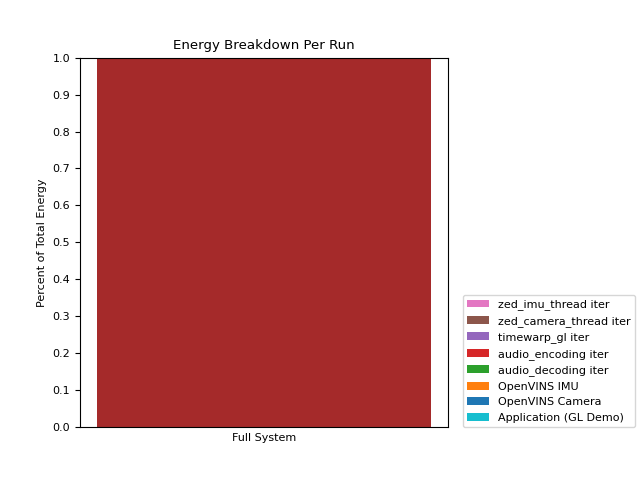 Energy Breakdown Per Run
Percent of Total Energy
1.0
0.9
0.8
0.7
0.6
0.5
0.4
0.3
0.2
0.1
0.0
Full System
zed_imu_thread iter
zed_camera_thread iter
timewarp_gl iter
audio_encoding iter
audio_decoding iter
OpenVINS IMU
OpenVINS Camera
Application (GL Demo)